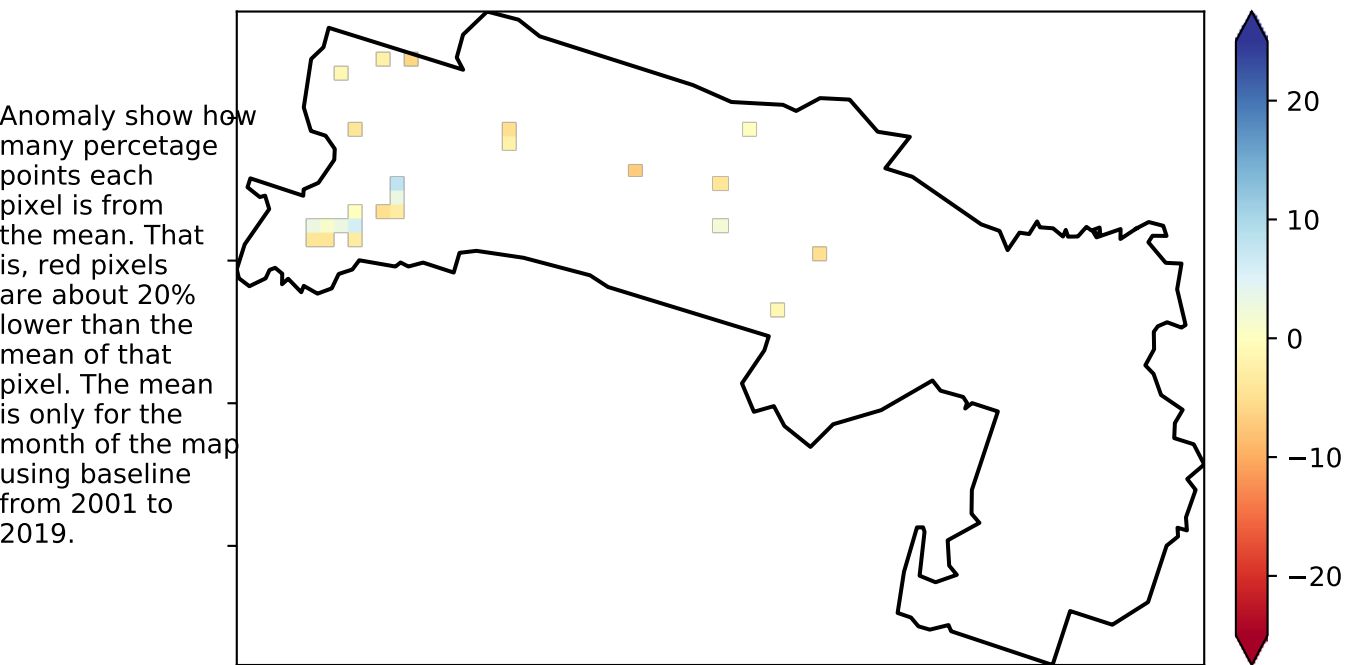 Anomaly show how
many percetage
points each
pixel is from
the mean. That
is, red pixels
are about 20%
lower than the
mean of that
pixel. The mean
is only for the
month of the map
using baseline
from 2001 to
2019.
20
10
0
−10
−20